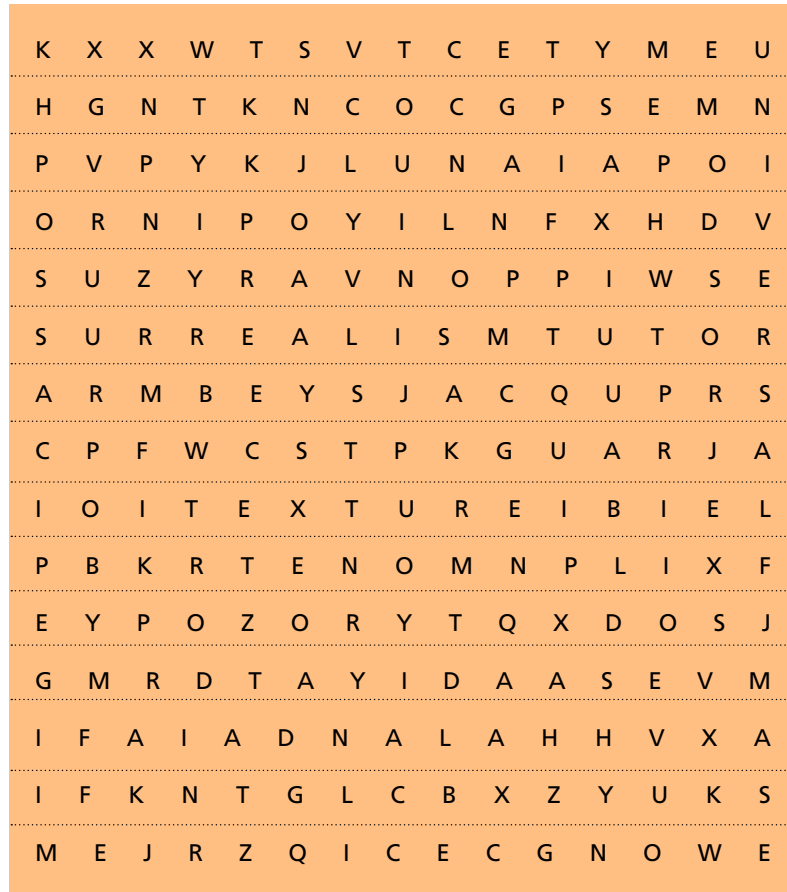 K X X W T S V T C E T Y M E U
H G N T K N C O C G P S E M N
P V P Y K J L U N A I A P O I
O R N I P O Y I L N F X H D V
S U Z Y R A V N O P P I W S E
S U R R E A L I S M T U T O R
A R M B E Y S J A C Q U P R S
C P F W C S T P K G U A R J A
I O I T E X T U R E I B I E L
P B K R T E N O M N P L I X F
E Y P O Z O R Y T Q X D O S J
G M R D T A Y I D A A S E V M
I F A I A D N A L A H H V X A
I F K N T G L C B X Z Y U K S
M E J R Z Q I C E C G N O W E